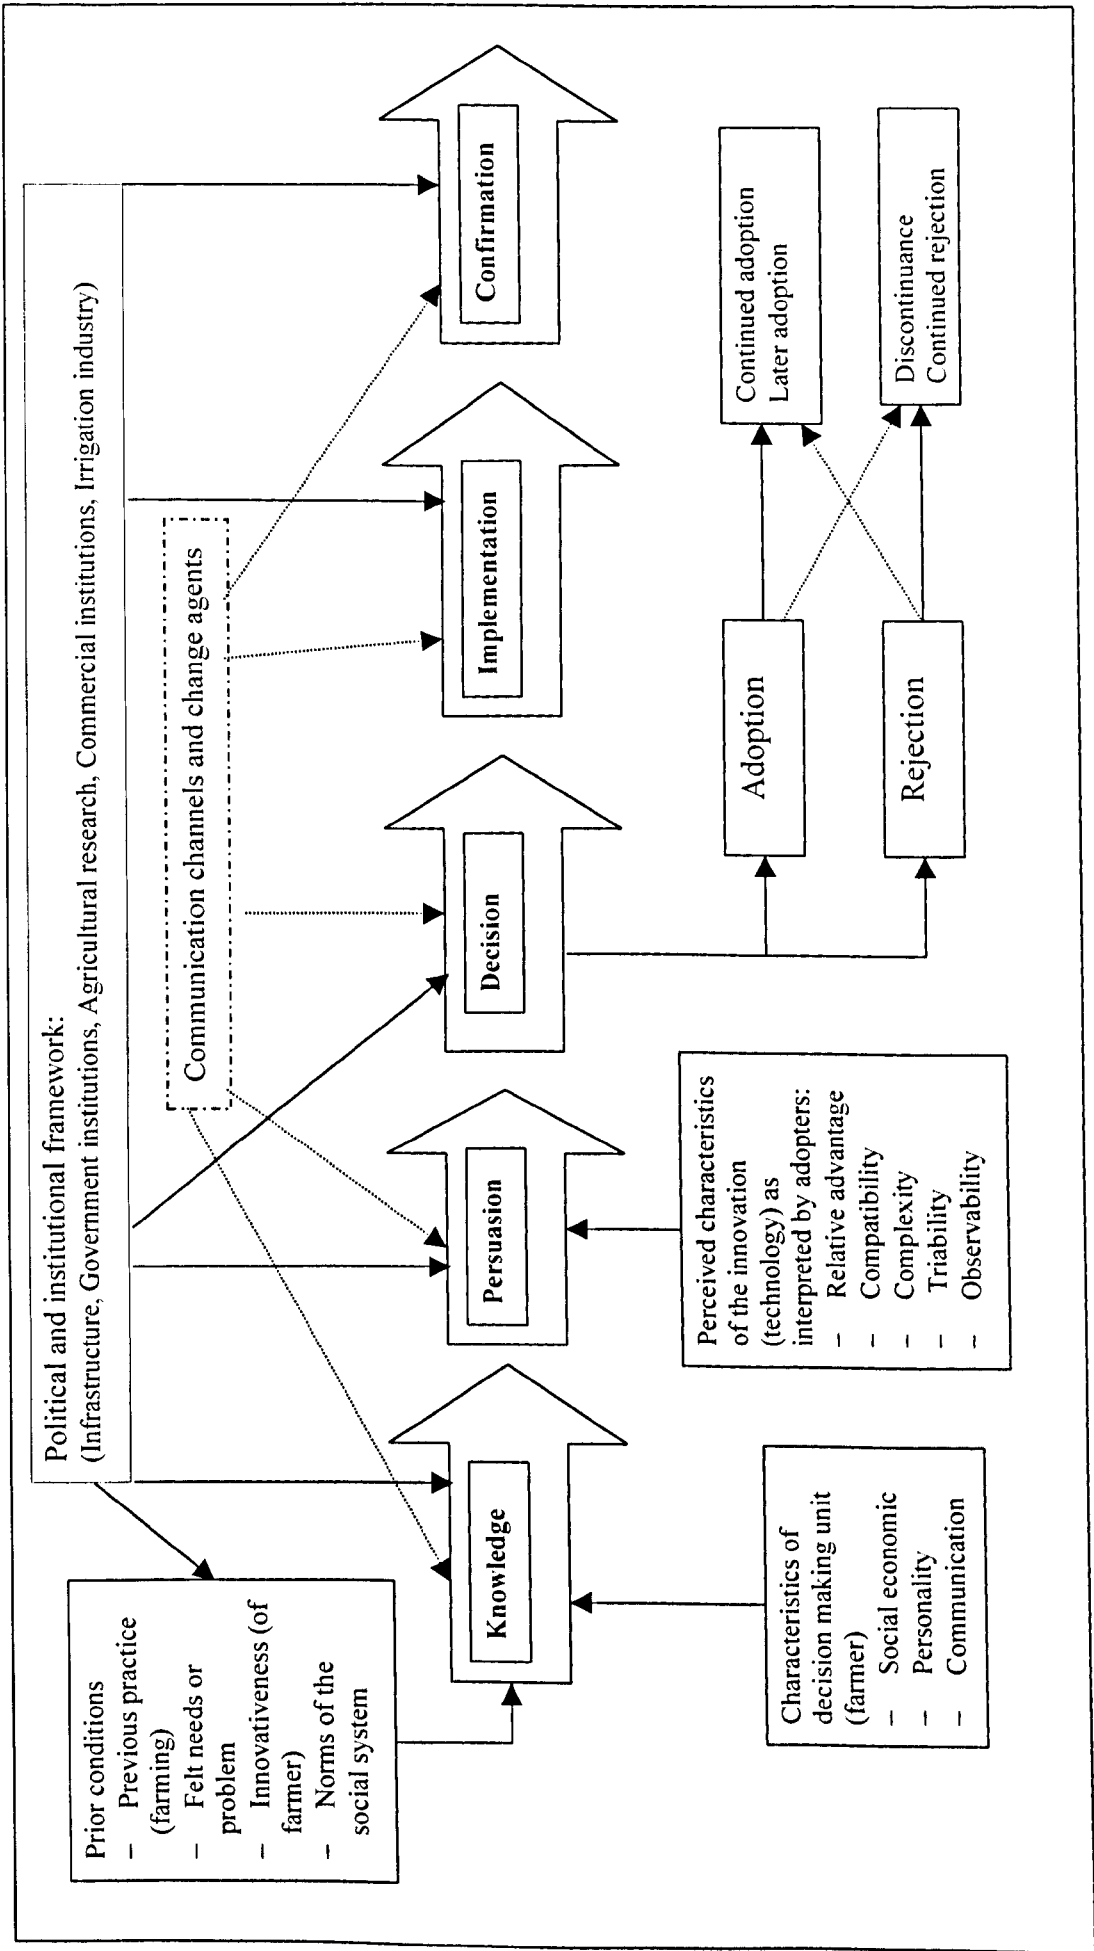 Political and institutional framework:
(Infrastructure, Government institutions, Agricultural research, Commercial institutions, Irrigation industry)
Communication channels and change agents
Prior conditions
– Previous practice
(farming)
– Felt needs or
problem
– Innovativeness (of
farmer)
– Norms of the
social system
Knowledge
Persuasion
Decision
Implementation
Confirmation
Characteristics of
decision making unit
(farmer)
– Social economic
– Personality
– Communication
Perceived characteristics
of the innovation
(technology) as
interpreted by adopters:
– Relative advantage
– Compatibility
– Complexity
– Triability
– Observability
Adoption
Rejection
Continued adoption
Later adoption
Discontinuance
Continued rejection